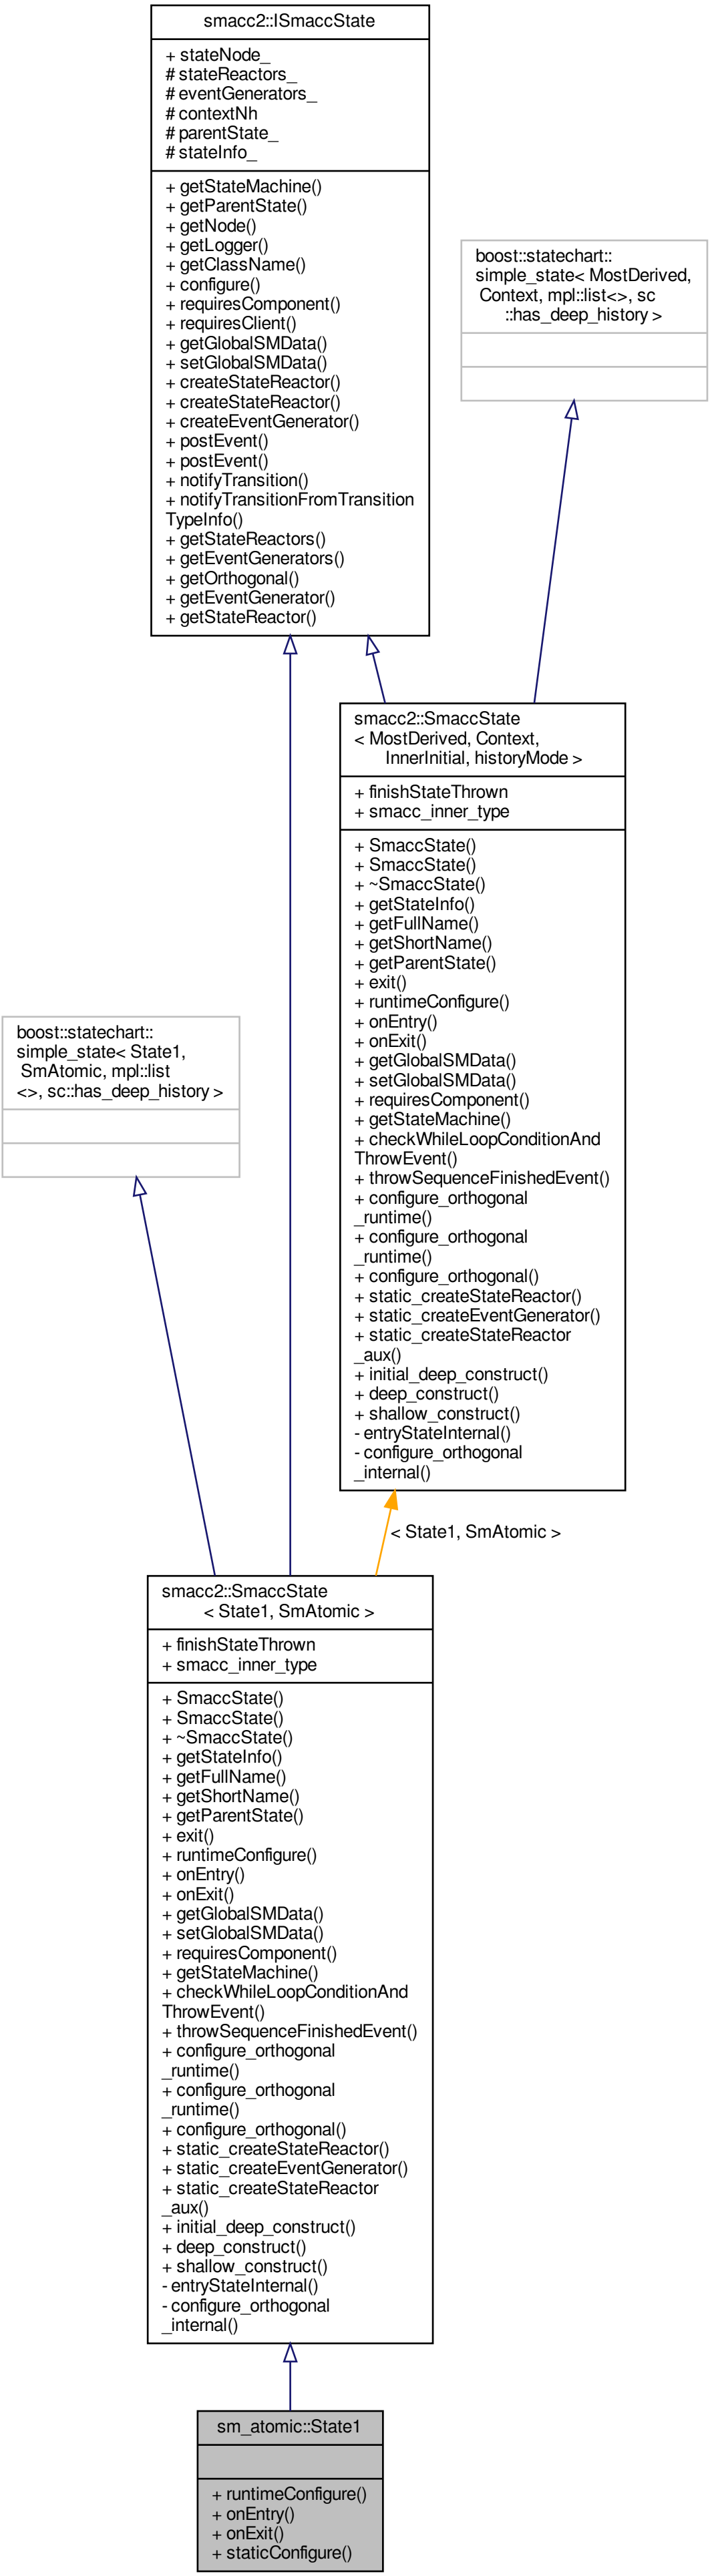 smacc2::ISmaccState
+ stateNode_
# stateReactors_
# eventGenerators_
# contextNh
# parentState_
# stateInfo_
+ getStateMachine()
+ getParentState()
+ getNode()
+ getLogger()
+ getClassName()
+ configure()
+ requiresComponent()
+ requiresClient()
+ getGlobalSMData()
+ setGlobalSMData()
+ createStateReactor()
+ createStateReactor()
+ createEventGenerator()
+ postEvent()
+ postEvent()
+ notifyTransition()
+ notifyTransitionFromTransition
TypeInfo()
+ getStateReactors()
+ getEventGenerators()
+ getOrthogonal()
+ getEventGenerator()
+ getStateReactor()
boost::statechart::
simple_state< MostDerived,
Context, mpl::list<>, sc
::has_deep_history >
smacc2::SmaccState
< MostDerived, Context,
InnerInitial, historyMode >
+ finishStateThrown
+ smacc_inner_type
+ SmaccState()
+ SmaccState()
+ ~SmaccState()
+ getStateInfo()
+ getFullName()
+ getShortName()
+ getParentState()
+ exit()
+ runtimeConfigure()
+ onEntry()
+ onExit()
+ getGlobalSMData()
+ setGlobalSMData()
+ requiresComponent()
+ getStateMachine()
+ checkWhileLoopConditionAnd
ThrowEvent()
+ throwSequenceFinishedEvent()
+ configure_orthogonal
_runtime()
+ configure_orthogonal
_runtime()
+ configure_orthogonal()
+ static_createStateReactor()
+ static_createEventGenerator()
+ static_createStateReactor
_aux()
+ initial_deep_construct()
+ deep_construct()
+ shallow_construct()
- entryStateInternal()
- configure_orthogonal
_internal()
boost::statechart::
simple_state< State1,
SmAtomic, mpl::list
<>, sc::has_deep_history >
< State1, SmAtomic >
smacc2::SmaccState
< State1, SmAtomic >
+ finishStateThrown
+ smacc_inner_type
+ SmaccState()
+ SmaccState()
+ ~SmaccState()
+ getStateInfo()
+ getFullName()
+ getShortName()
+ getParentState()
+ exit()
+ runtimeConfigure()
+ onEntry()
+ onExit()
+ getGlobalSMData()
+ setGlobalSMData()
+ requiresComponent()
+ getStateMachine()
+ checkWhileLoopConditionAnd
ThrowEvent()
+ throwSequenceFinishedEvent()
+ configure_orthogonal
_runtime()
+ configure_orthogonal
_runtime()
+ configure_orthogonal()
+ static_createStateReactor()
+ static_createEventGenerator()
+ static_createStateReactor
_aux()
+ initial_deep_construct()
+ deep_construct()
+ shallow_construct()
- entryStateInternal()
- configure_orthogonal
_internal()
sm_atomic::State1
+ runtimeConfigure()
+ onEntry()
+ onExit()
+ staticConfigure()